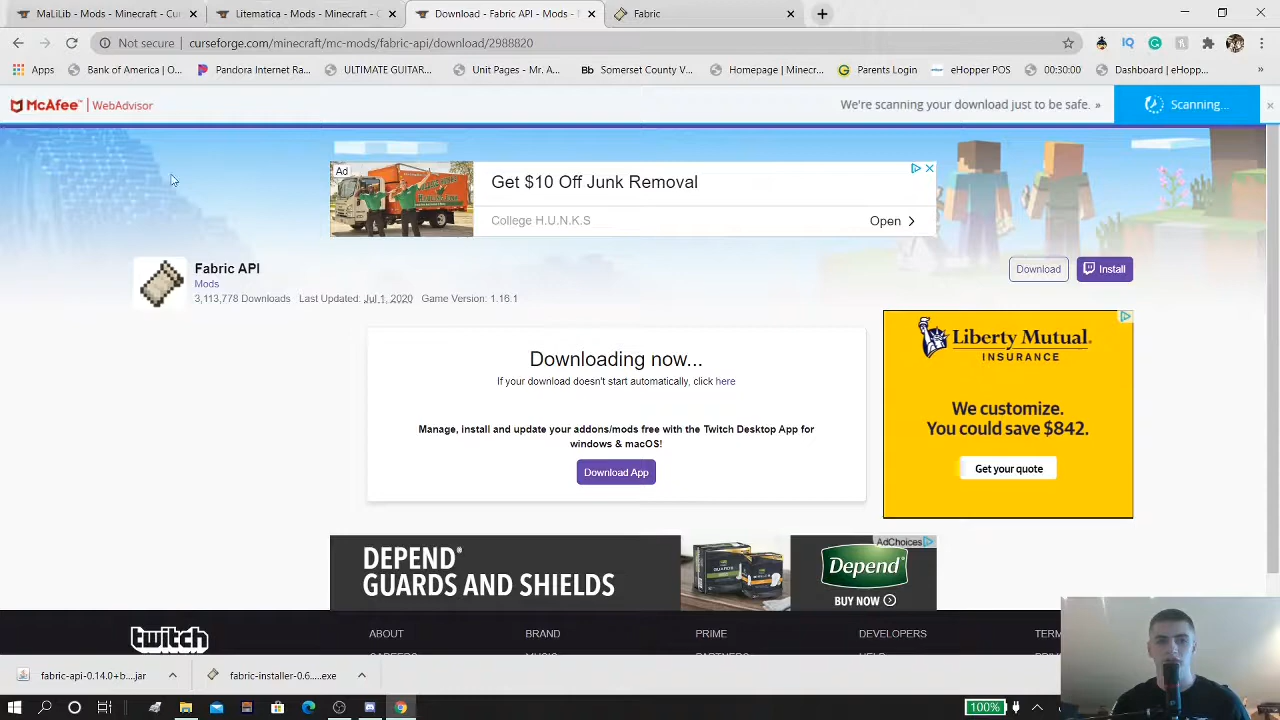 MaLiLib - Mods - Minecraft - Cu
Litematica - Mods - Minecraft - C
Download - Fabric API - Mods - M
Fabric
Not secure | curseforge.com/minecraft/mc-mods/fabric-api/download/2988820
Apps
Bank of America | O...
Pandora Internet Ra...
ULTIMATE GUITAR...
Unit Pages - Mr. A...
Bb Somerset County V...
Homepage | Minecr...
Parents Login
eHopper POS
00:30:00
Dashboard | eHopp...
McAfee™ | WebAdvisor
We're scanning your download just to be safe. »
Scanning...
Ad
Get $10 Off Junk Removal
College H.U.N.K.S
Open
Fabric API
Mods
3,113,778 Downloads Last Updated: Jul 1, 2020 Game Version: 1.16.1
Download
Install
Downloading now...
If your download doesn't start automatically, click here
Manage, install and update your addons/mods free with the Twitch Desktop App for
windows & macOS!
Download App
Liberty Mutual.
INSURANCE
We customize.
You could save $842.
Get your quote
DEPEND®
GUARDS AND SHIELDS
AdChoices
Depend®
BUY NOW
twitch
ABOUT
BRAND
PRIME
DEVELOPERS
TERM
fabric-api-0.14.0+b....jar
fabric-installer-0.6....exe
100%